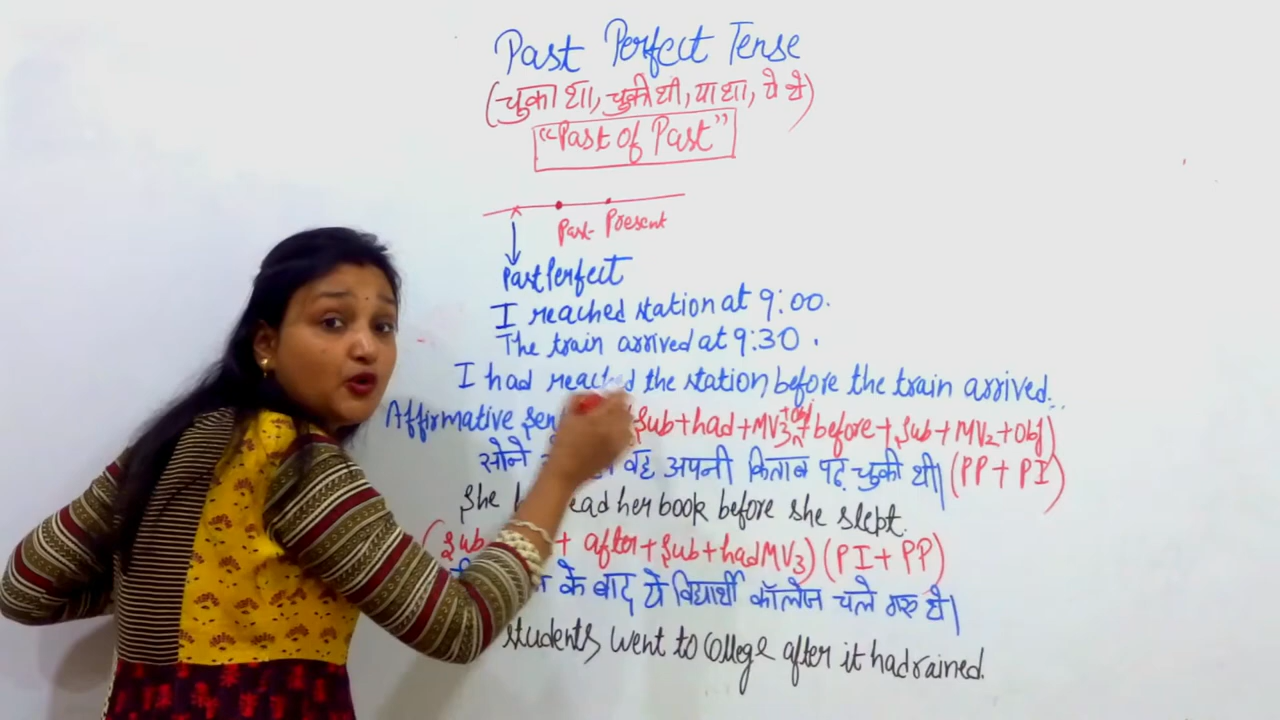 Past Perfect Tense
(चुका था, चुकी थी, या था, ये थे)
"Past of Past"
Past Present
Past Perfect
I reached station at 9:00.
The train arrived at 9:30.
I had reached the station before the train arrived.
Affirmative Sub+had+MV3+obj+before+Sub+MV2+Obj)
सोने वह अपनी किताब पढ़ चुकी थी। (PP+PI)
She her book before she slept.
(Sub + after+Sub+hadMV3) (PI+PP)
के बाद ये विद्यार्थी कॉलेज चले गए थे।
students went to college after it had rained.